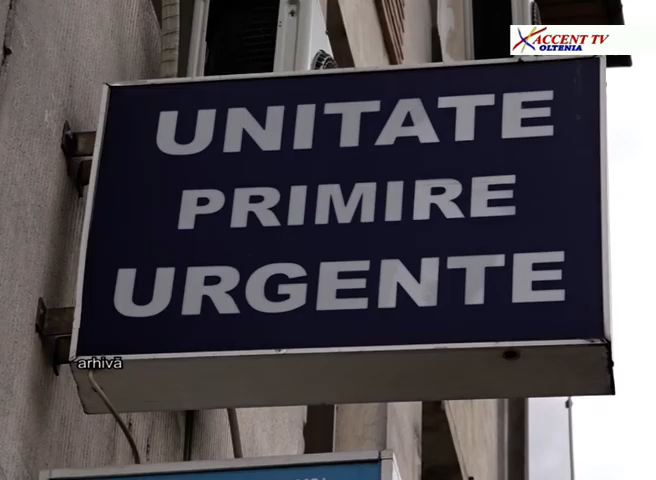 ACCENT TV
OLTENIA
UNITATE
PRIMIRE
URGENTE
arhivă